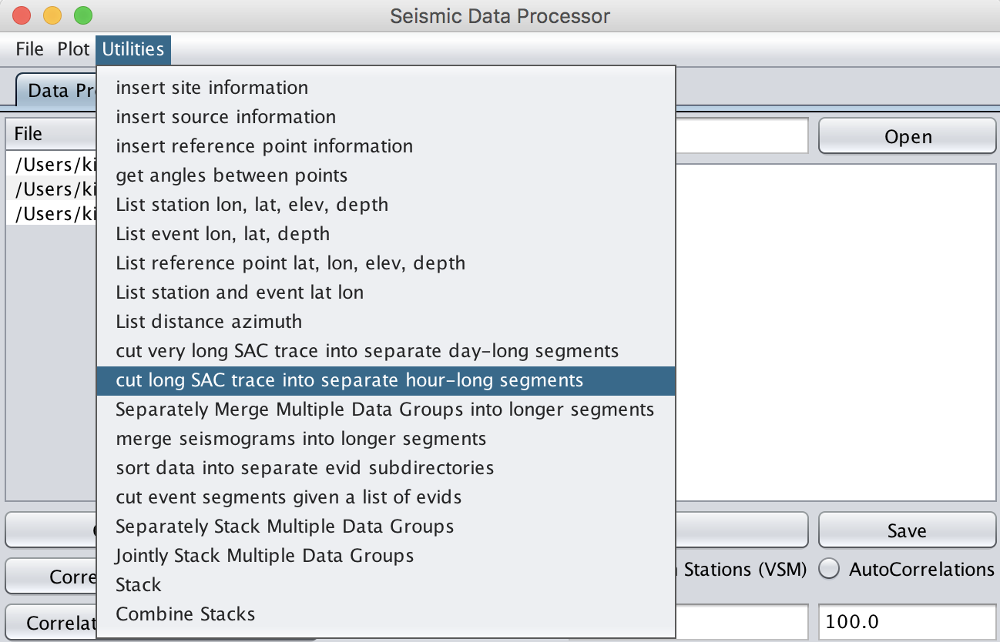 Seismic Data Processor
File Plot Utilities
Data Pr
insert site information
insert source information
insert reference point information
get angles between points
List station lon, lat, elev, depth
List event lon, lat, depth
List reference point lat, lon, elev, depth
List station and event lat lon
List distance azimuth
cut very long SAC trace into separate day-long segments
cut long SAC trace into separate hour-long segments
Separately Merge Multiple Data Groups into longer segments
merge seismograms into longer segments
sort data into separate evid subdirectories
cut event segments given a list of evids
Separately Stack Multiple Data Groups
Jointly Stack Multiple Data Groups
Stack
Combine Stacks
File
/Users/ki
/Users/ki
/Users/ki
Open
Save
Corre
Stations (VSM) AutoCorrelations
Correlat
100.0